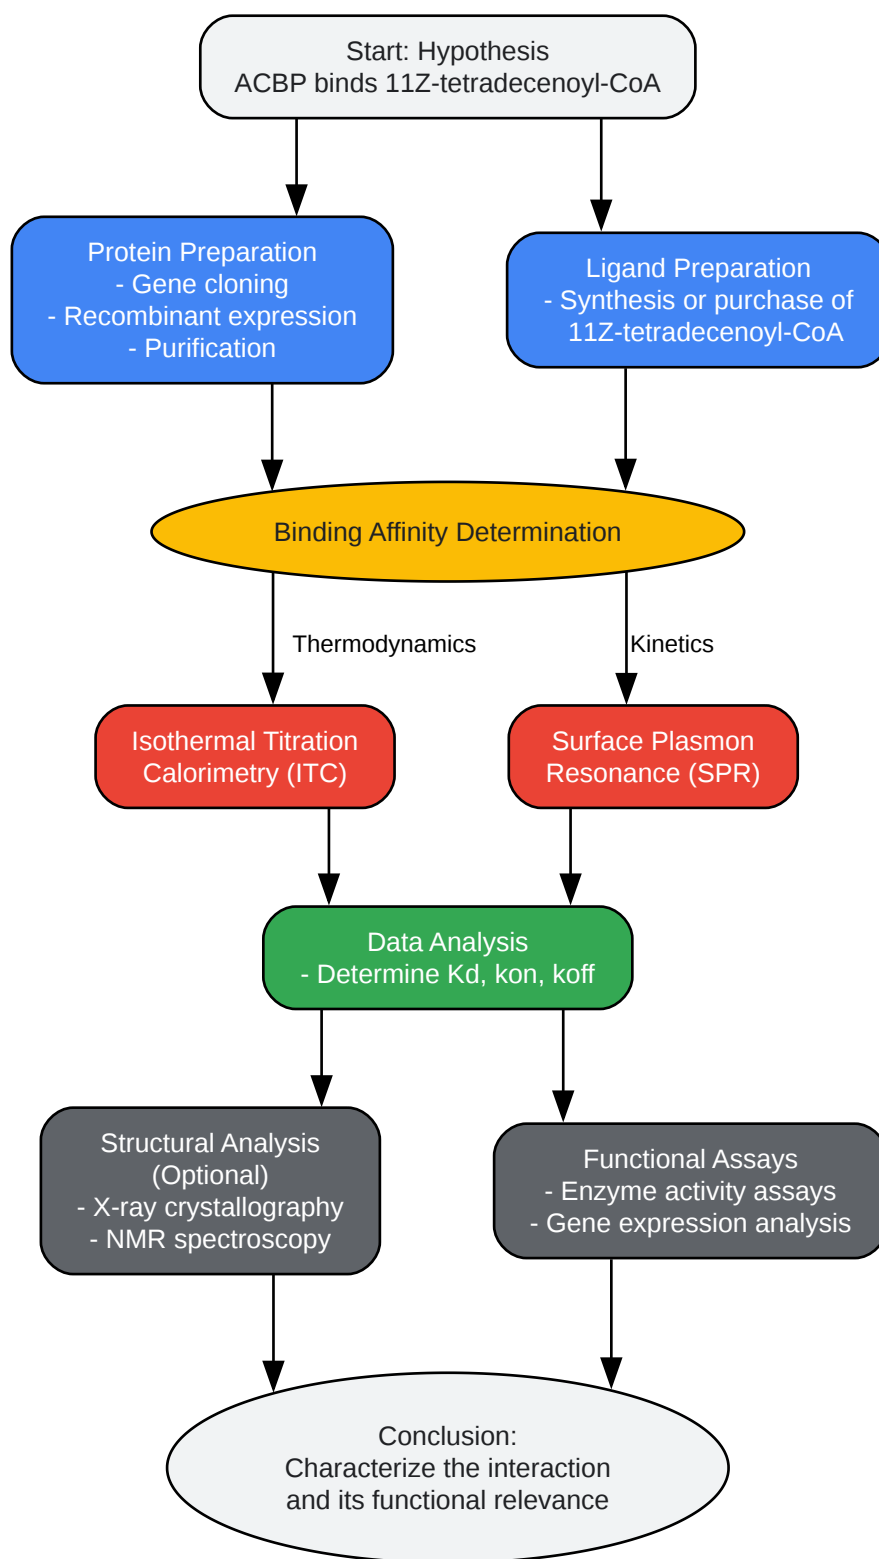 Start: Hypothesis
ACBP binds 11Z-tetradecenoyl-CoA
Protein Preparation
- Gene cloning
- Recombinant expression
- Purification
Ligand Preparation
- Synthesis or purchase of
11Z-tetradecenoyl-CoA
Binding Affinity Determination
Thermodynamics
Kinetics
Isothermal Titration
Calorimetry (ITC)
Surface Plasmon
Resonance (SPR)
Data Analysis
- Determine Kd, kon, koff
Structural Analysis
(Optional)
- X-ray crystallography
- NMR spectroscopy
Functional Assays
- Enzyme activity assays
- Gene expression analysis
Conclusion:
Characterize the interaction
and its functional relevance